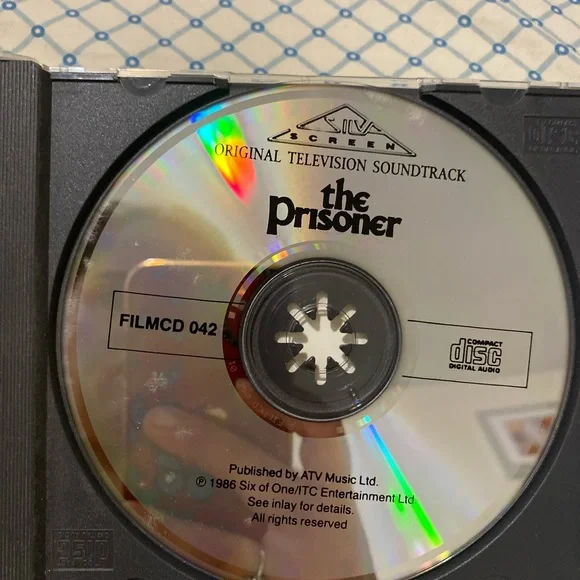 SILVA
SCREEN
ORIGINAL TELEVISION SOUNDTRACK
the
Prisoner
FILMCD 042
COMPACT
disc
DIGITAL AUDIO
Published by ATV Music Ltd.
℗ 1986 Six of One/ITC Entertainment Ltd
See inlay for details.
All rights reserved